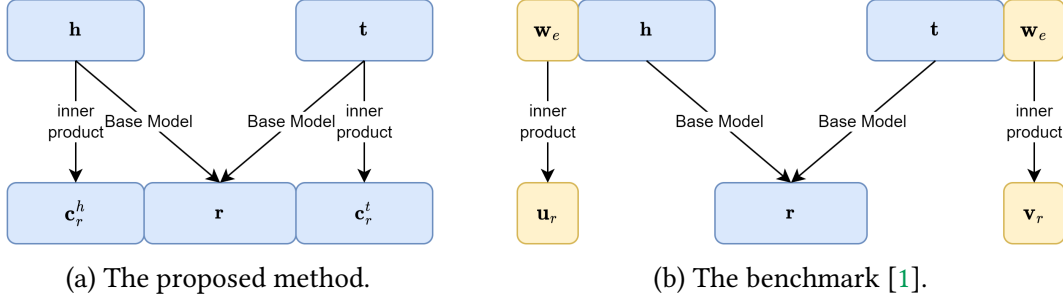 h t w_e h t w_e
inner
product
Base Model
Base Model
inner
product
inner
product
Base Model
Base Model
inner
product
c_r^h r c_r^t u_r r v_r
(a) The proposed method. (b) The benchmark [1].